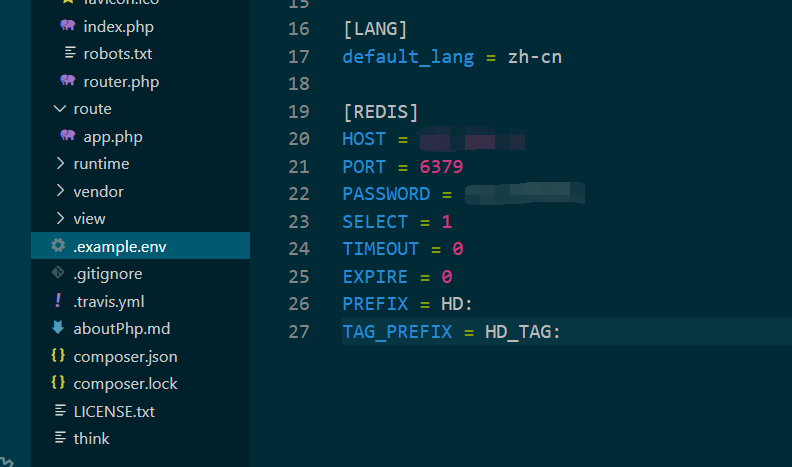 favicon.ico
index.php
robots.txt
router.php
route
app.php
runtime
vendor
view
.example.env
.gitignore
.travis.yml
aboutPhp.md
composer.json
composer.lock
LICENSE.txt
think
15
16 [LANG]
17 default_lang = zh-cn
18
19 [REDIS]
20 HOST =
21 PORT = 6379
22 PASSWORD =
23 SELECT = 1
24 TIMEOUT = 0
25 EXPIRE = 0
26 PREFIX = HD:
27 TAG_PREFIX = HD_TAG: